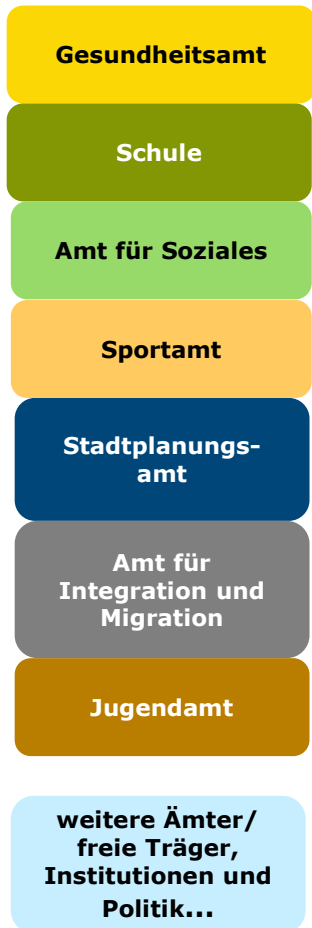 Gesundheitsamt
Schule
Amt für Soziales
Sportamt
Stadtplanungs-
amt
Amt für
Integration und
Migration
Jugendamt
weitere Ämter/
freie Träger,
Institutionen und
Politik...